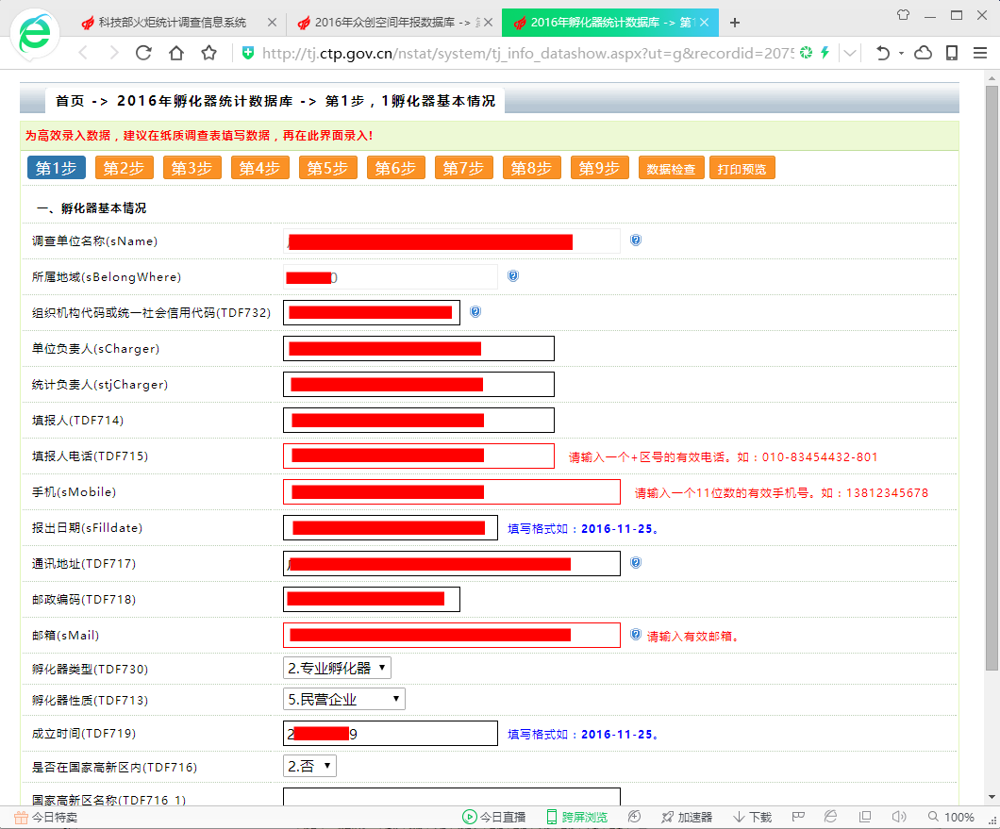 科技部火炬统计调查信息系统
2016年众创空间年报数据库 ->
2016年孵化器统计数据库 -> 第1
http://tj.ctp.gov.cn/nstat/system/tj_info_datashow.aspx?ut=g&recordid=2075
首页 -> 2016年孵化器统计数据库 -> 第1步，1孵化器基本情况
为高效录入数据，建议在纸质调查表填写数据，再在此界面录入!
第1步 第2步 第3步 第4步 第5步 第6步 第7步 第8步 第9步 数据检查 打印预览
一、孵化器基本情况
调查单位名称(sName)
所属地域(sBelongWhere) 0
组织机构代码或统一社会信用代码(TDF732)
单位负责人(sCharger)
统计负责人(stjCharger)
填报人(TDF714)
填报人电话(TDF715) 请输入一个+区号的有效电话。如：010-83454432-801
手机(sMobile) 请输入一个11位数的有效手机号。如：13812345678
报出日期(sFilldate) 填写格式如：2016-11-25。
通讯地址(TDF717)
邮政编码(TDF718)
邮箱(sMail) 请输入有效邮箱。
孵化器类型(TDF730) 2.专业孵化器
孵化器性质(TDF713) 5.民营企业
成立时间(TDF719) 2 9 填写格式如：2016-11-25。
是否在国家高新区内(TDF716) 2.否
国家高新区名称(TDF716_1)
今日特卖 今日直播 跨屏浏览 加速器 下载 100%